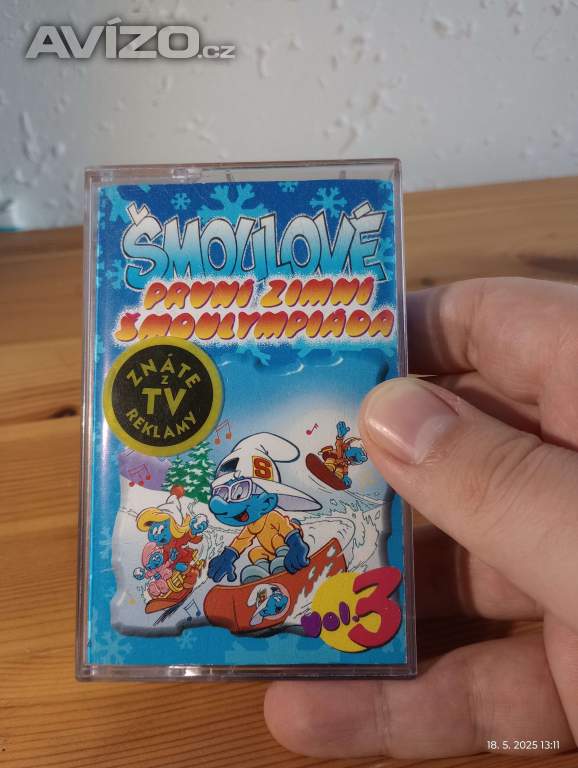 AVÍZO.cz
ŠMOULOVÉ
PRVNÍ ZIMNÍ
ŠMOULYMPIÁDA
ZNÁTE
Z
TV
REKLAMY
S
vol.3
18. 5. 2025 13:11